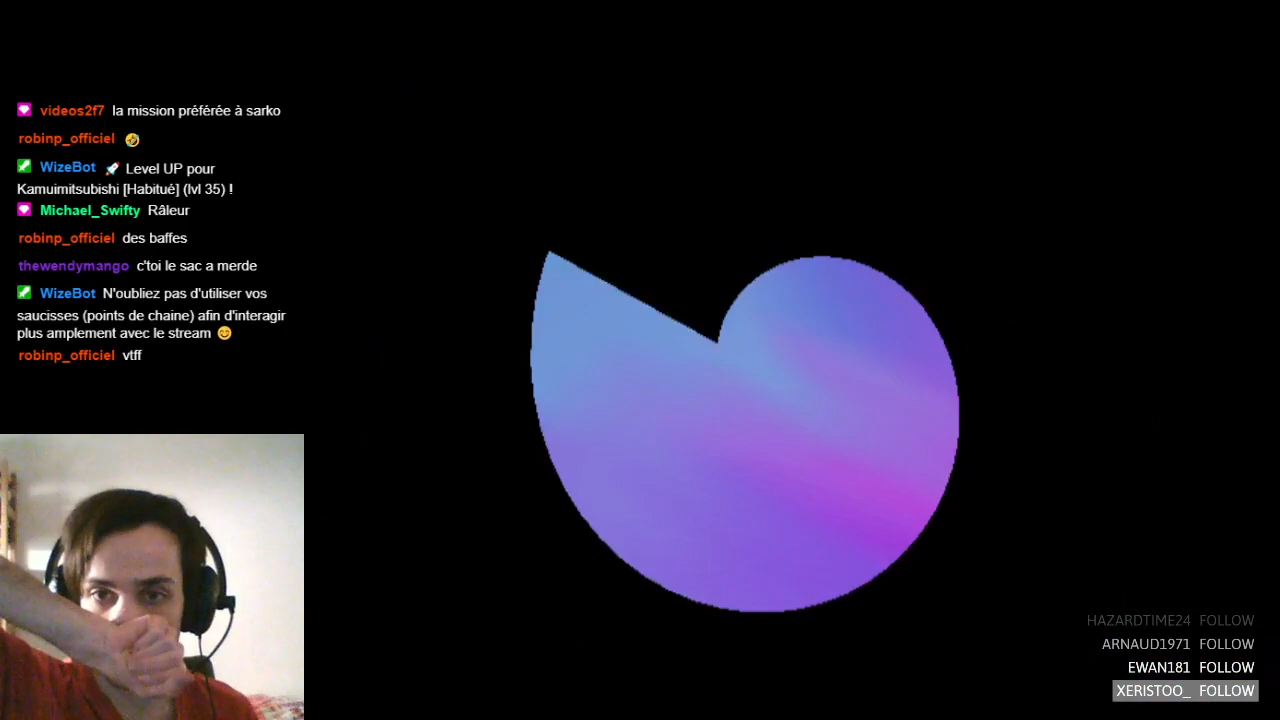 videos2f7 la mission préférée à sarko
robinp_officiel 🤣
WizeBot 🚀 Level UP pour
Kamuimitsubishi [Habitué] (lvl 35) !
Michael_Swifty Râleur
robinp_officiel des baffes
thewendymango c'toi le sac a merde
WizeBot N'oubliez pas d'utiliser vos
saucisses (points de chaine) afin d'interagir
plus amplement avec le stream 😊
robinp_officiel vtff
HAZARDTIME24 FOLLOW
ARNAUD1971 FOLLOW
EWAN181 FOLLOW
XERISTOO_ FOLLOW